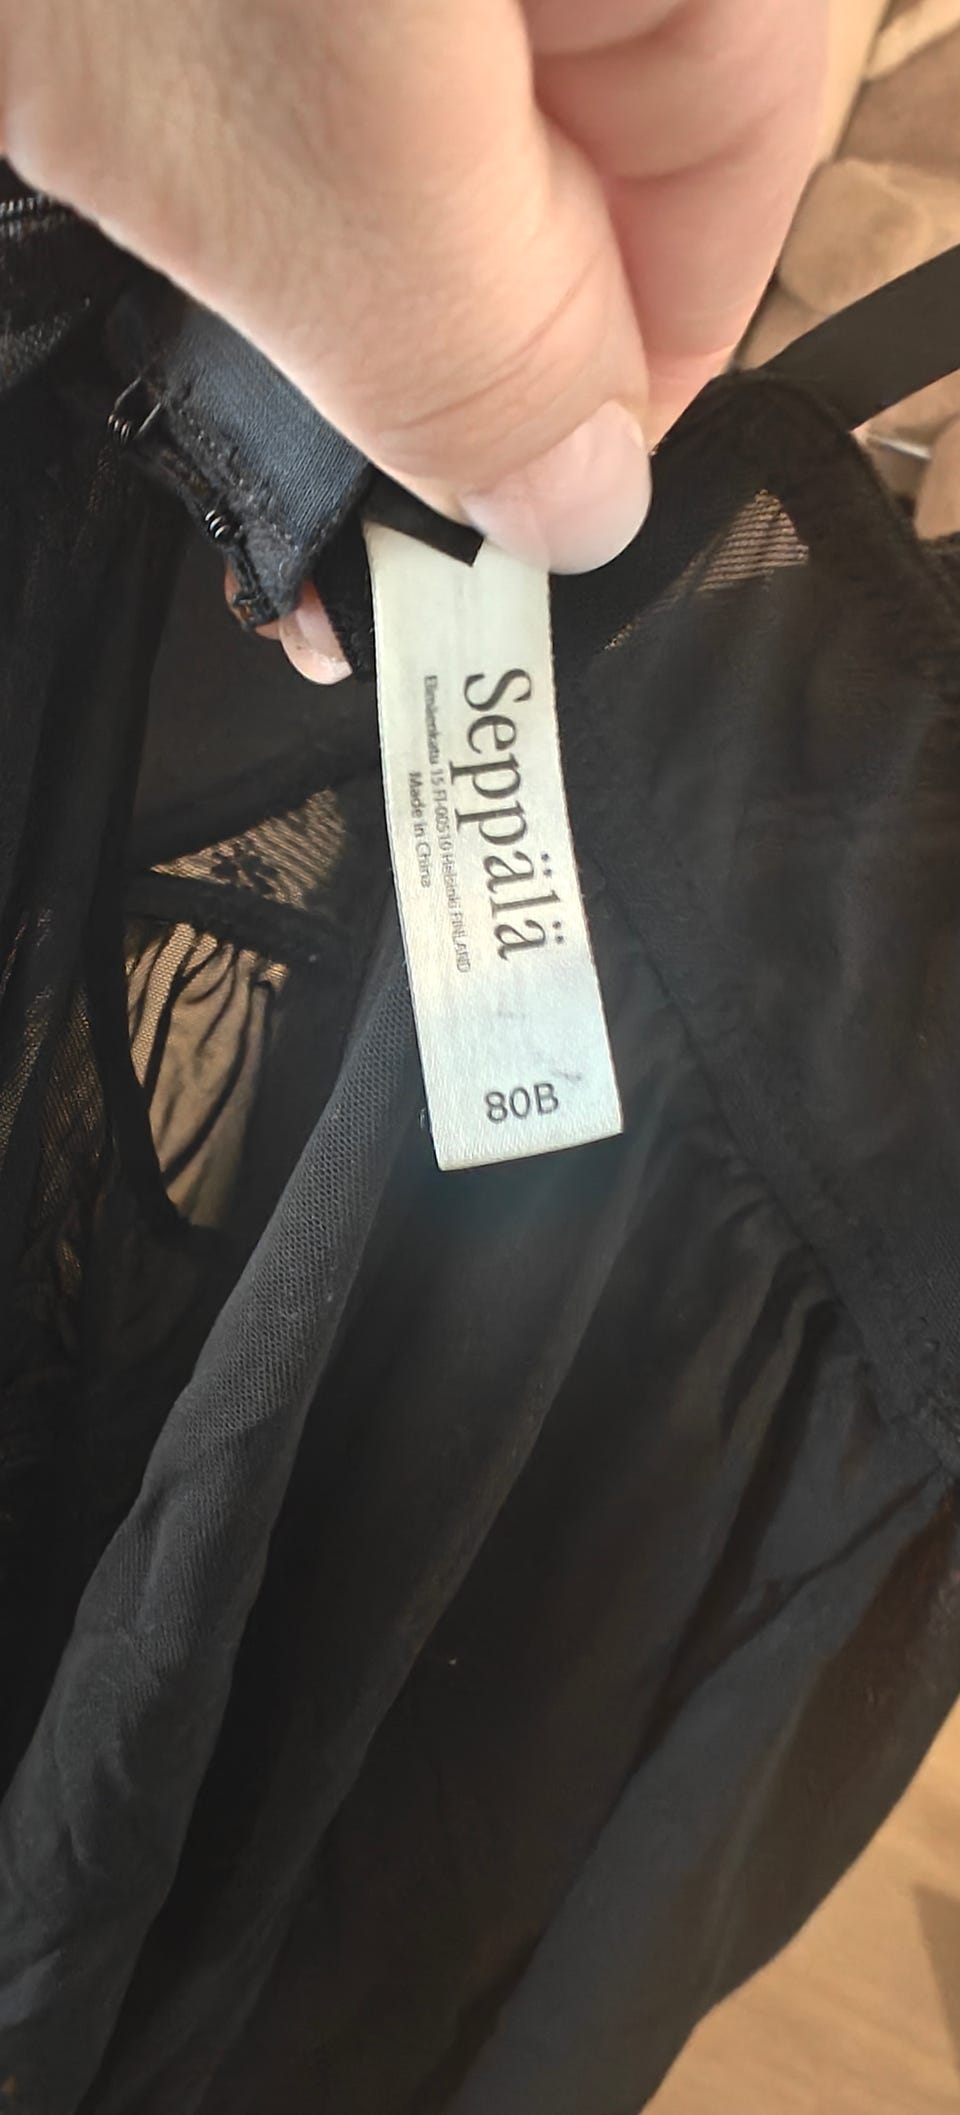 Seppälä
Elimäenkatu 15 FI-00510 Helsinki FINLAND
Made in China
80B